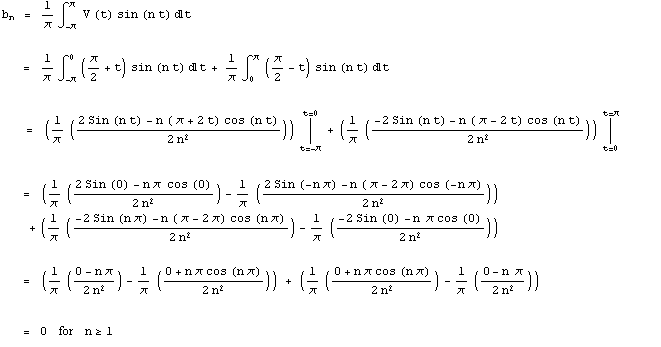 bₙ = 1/π ∫_{-π}^{π} V (t) sin (n t) dt
= 1/π ∫_{-π}^{0} (π/2 + t) sin (n t) dt + 1/π ∫_{0}^{π} (π/2 - t) sin (n t) dt
= (1/π ((2 Sin (n t) - n ( π + 2 t) cos (n t))/(2 n²))) |_{t=-π}^{t=0} + (1/π ((-2 Sin (n t) - n ( π - 2 t) cos (n t))/(2 n²))) |_{t=0}^{t=π}
= (1/π ((2 Sin (0) - n π cos (0))/(2 n²)) - 1/π ((2 Sin (-n π) - n ( π - 2 π) cos (-n π))/(2 n²)))
+ (1/π ((-2 Sin (n π) - n ( π - 2 π) cos (n π))/(2 n²)) - 1/π ((-2 Sin (0) - n π cos (0))/(2 n²)))
= (1/π ((0 - n π)/(2 n²)) - 1/π ((0 + n π cos (n π))/(2 n²))) + (1/π ((0 + n π cos (n π))/(2 n²)) - 1/π ((0 - n π)/(2 n²)))
= 0 for n ≥ 1